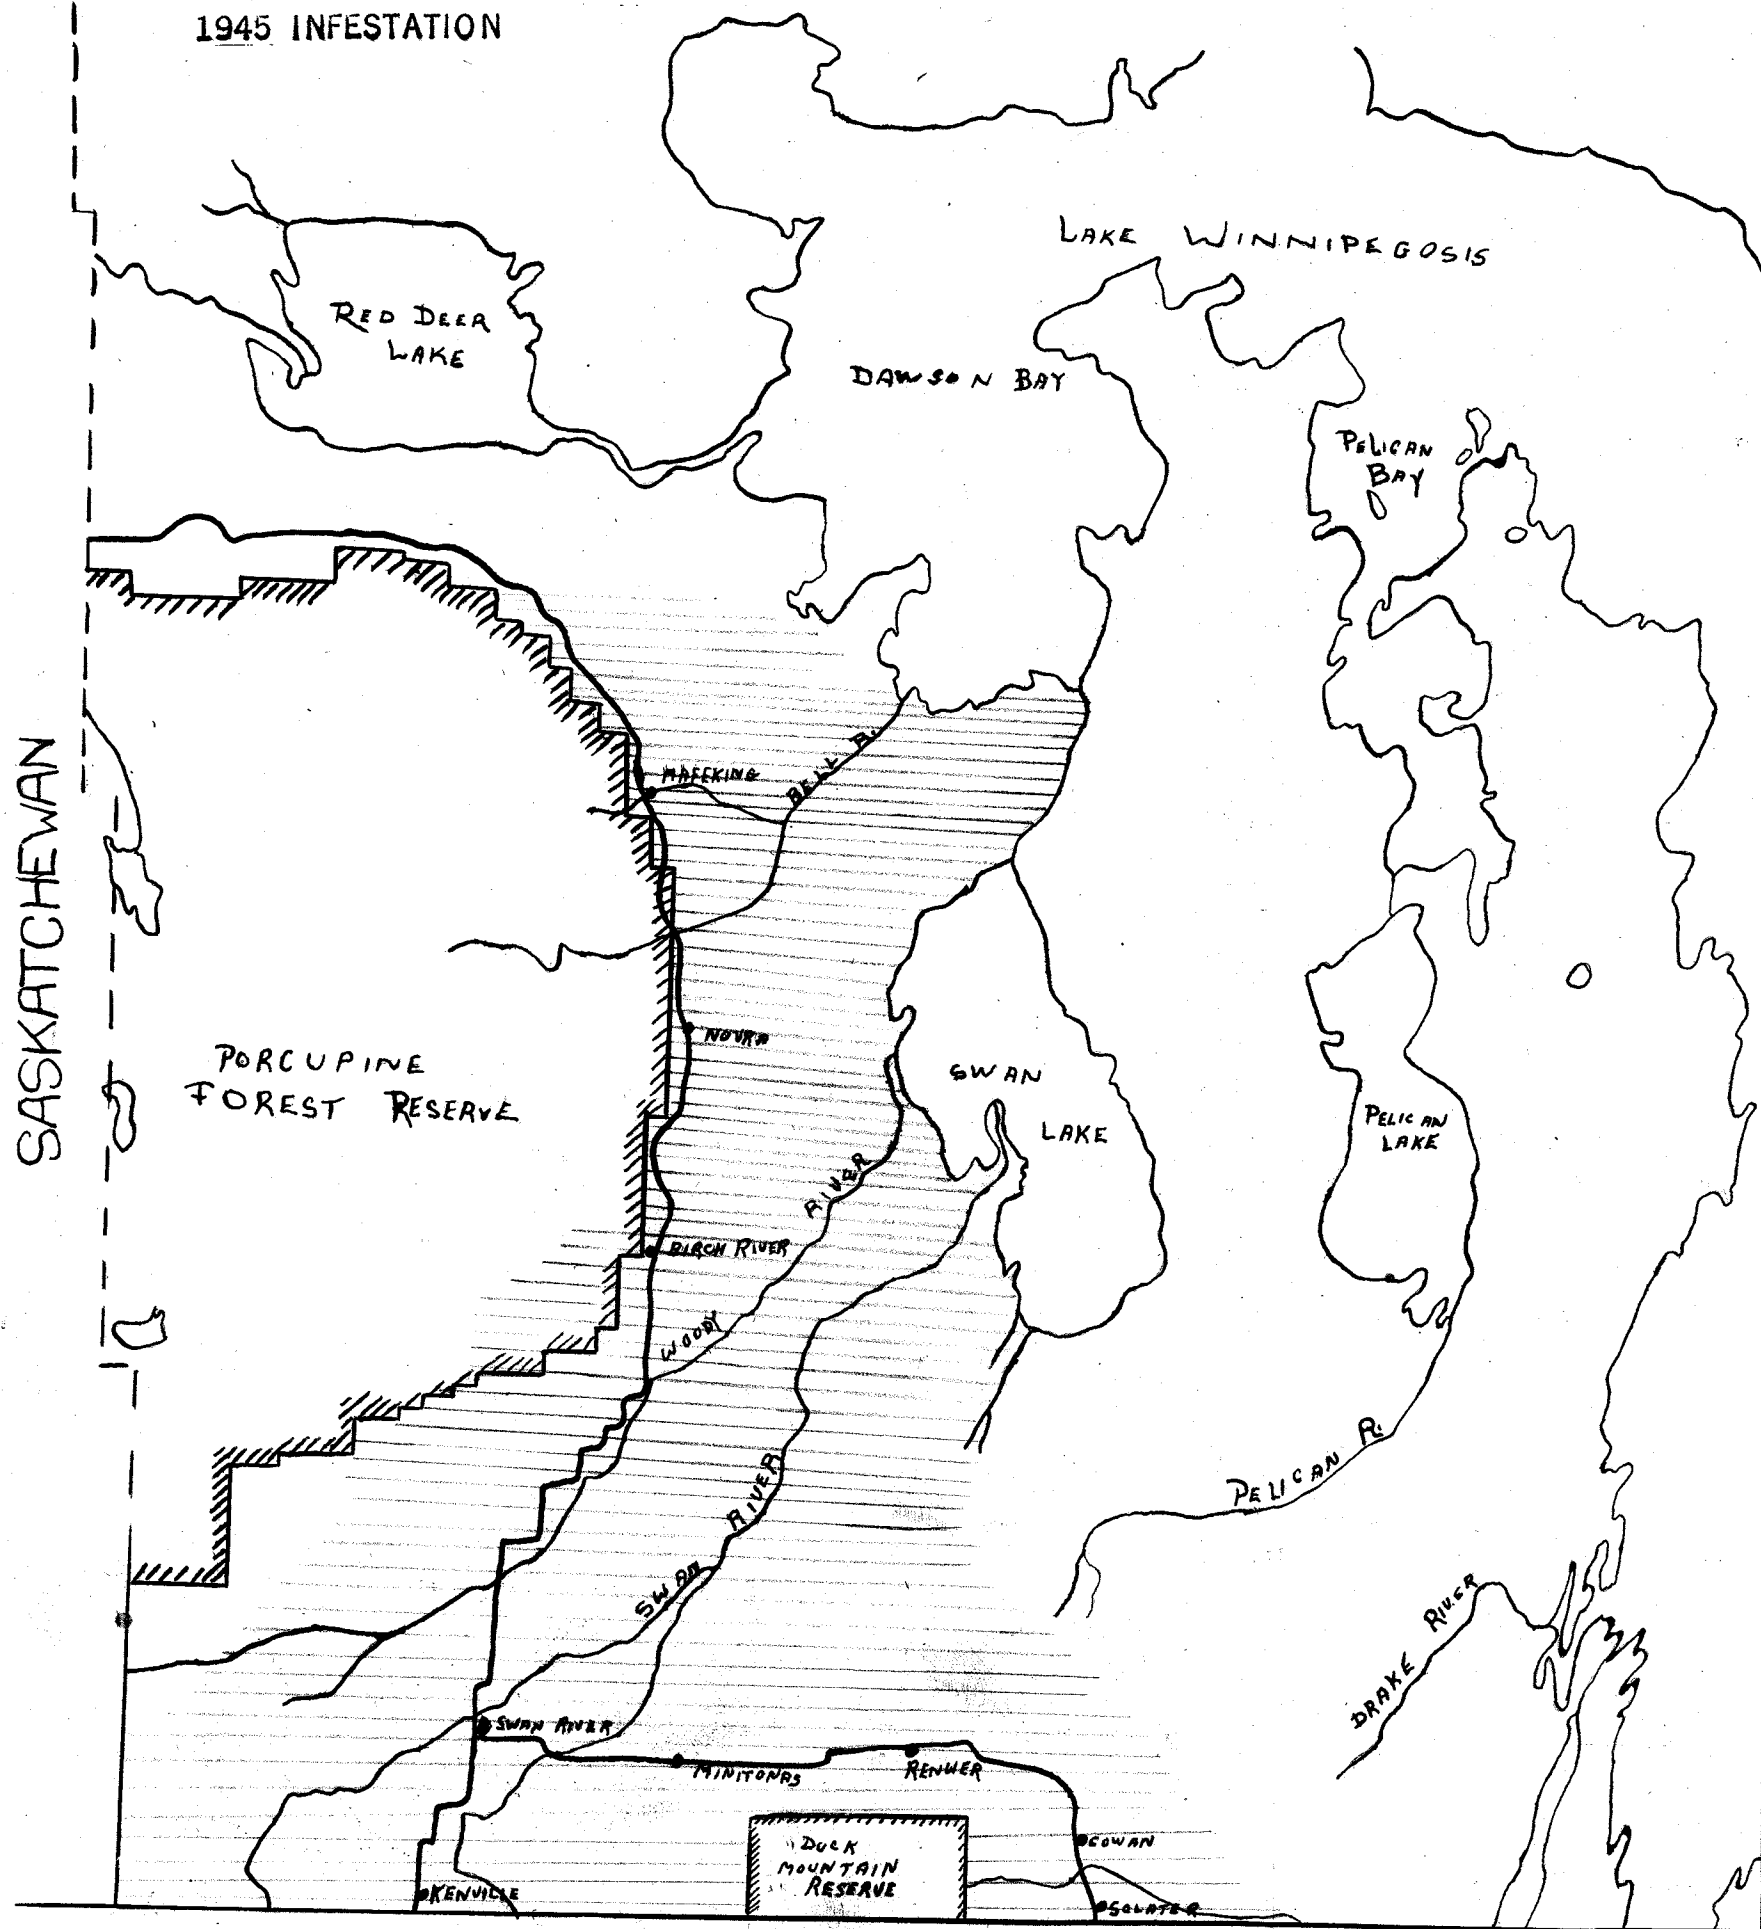 1945 INFESTATION
LAKE WINNIPEGOSIS
RED DEER
LAKE
DAWSON BAY
PELICAN
BAY
SASKATCHEWAN
MAFEKING
BELL R.
PORCUPINE
FOREST RESERVE
NOVRA
SWAN
LAKE
PELICAN
LAKE
BIRCH RIVER
WOODY RIVER
SWAN RIVER
PELICAN R.
DRAKE RIVER
SWAN RIVER
MINITONAS
RENWER
DUCK
MOUNTAIN
RESERVE
COWAN
KENVILLE
SCLATER